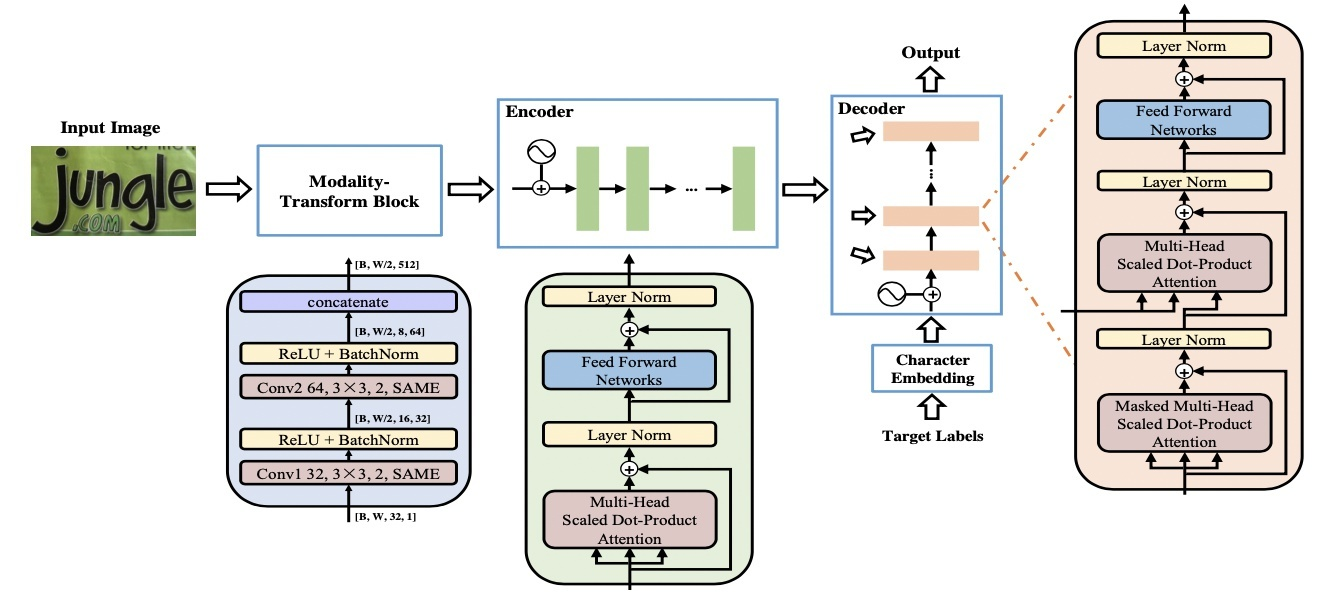 Input Image
for life.
jungle
.COM
Modality-
Transform Block
[B, W/2, 512]
concatenate
[B, W/2, 8, 64]
ReLU + BatchNorm
Conv2 64, 3×3, 2, SAME
[B, W/2, 16, 32]
ReLU + BatchNorm
Conv1 32, 3×3, 2, SAME
[B, W, 32, 1]
Encoder
...
Layer Norm
Feed Forward
Networks
Layer Norm
Multi-Head
Scaled Dot-Product
Attention
Output
Decoder
...
Character
Embedding
Target Labels
Layer Norm
Feed Forward
Networks
Layer Norm
Multi-Head
Scaled Dot-Product
Attention
Layer Norm
Masked Multi-Head
Scaled Dot-Product
Attention